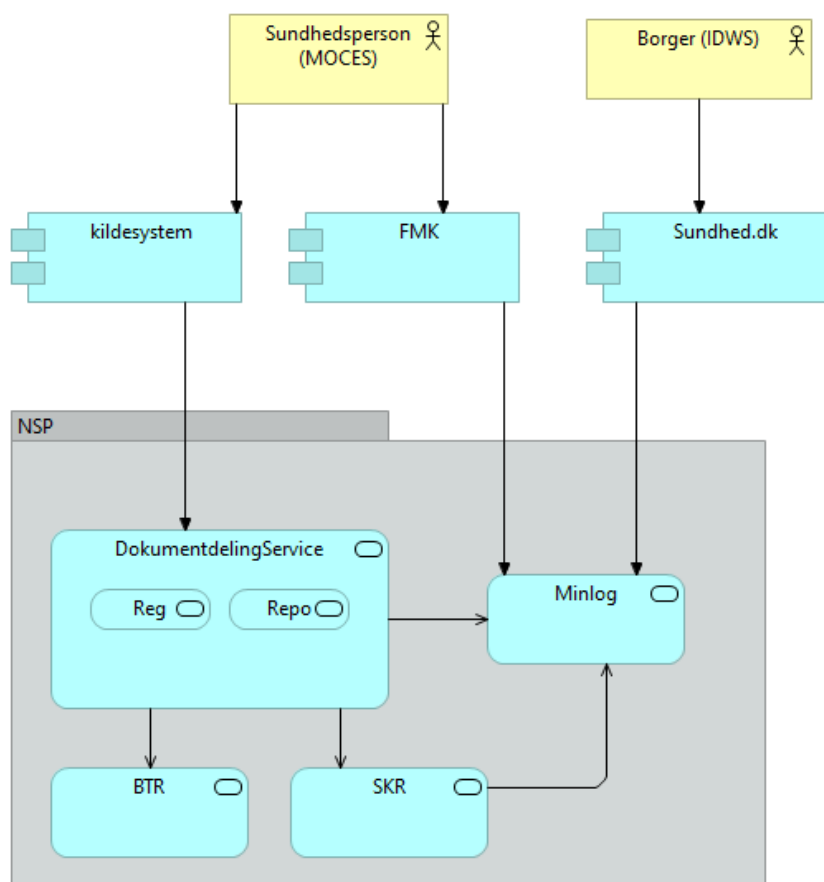 Sundhedsperson
(MOCES)
Borger (IDWS)
kildesystem
FMK
Sundhed.dk
NSP
DokumentdelingService
Reg
Repo
Minlog
BTR
SKR